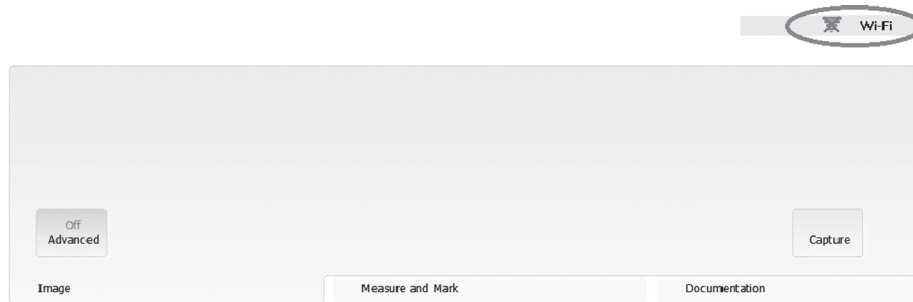 Wi-Fi
Off
Advanced
Capture
Image
Measure and Mark
Documentation